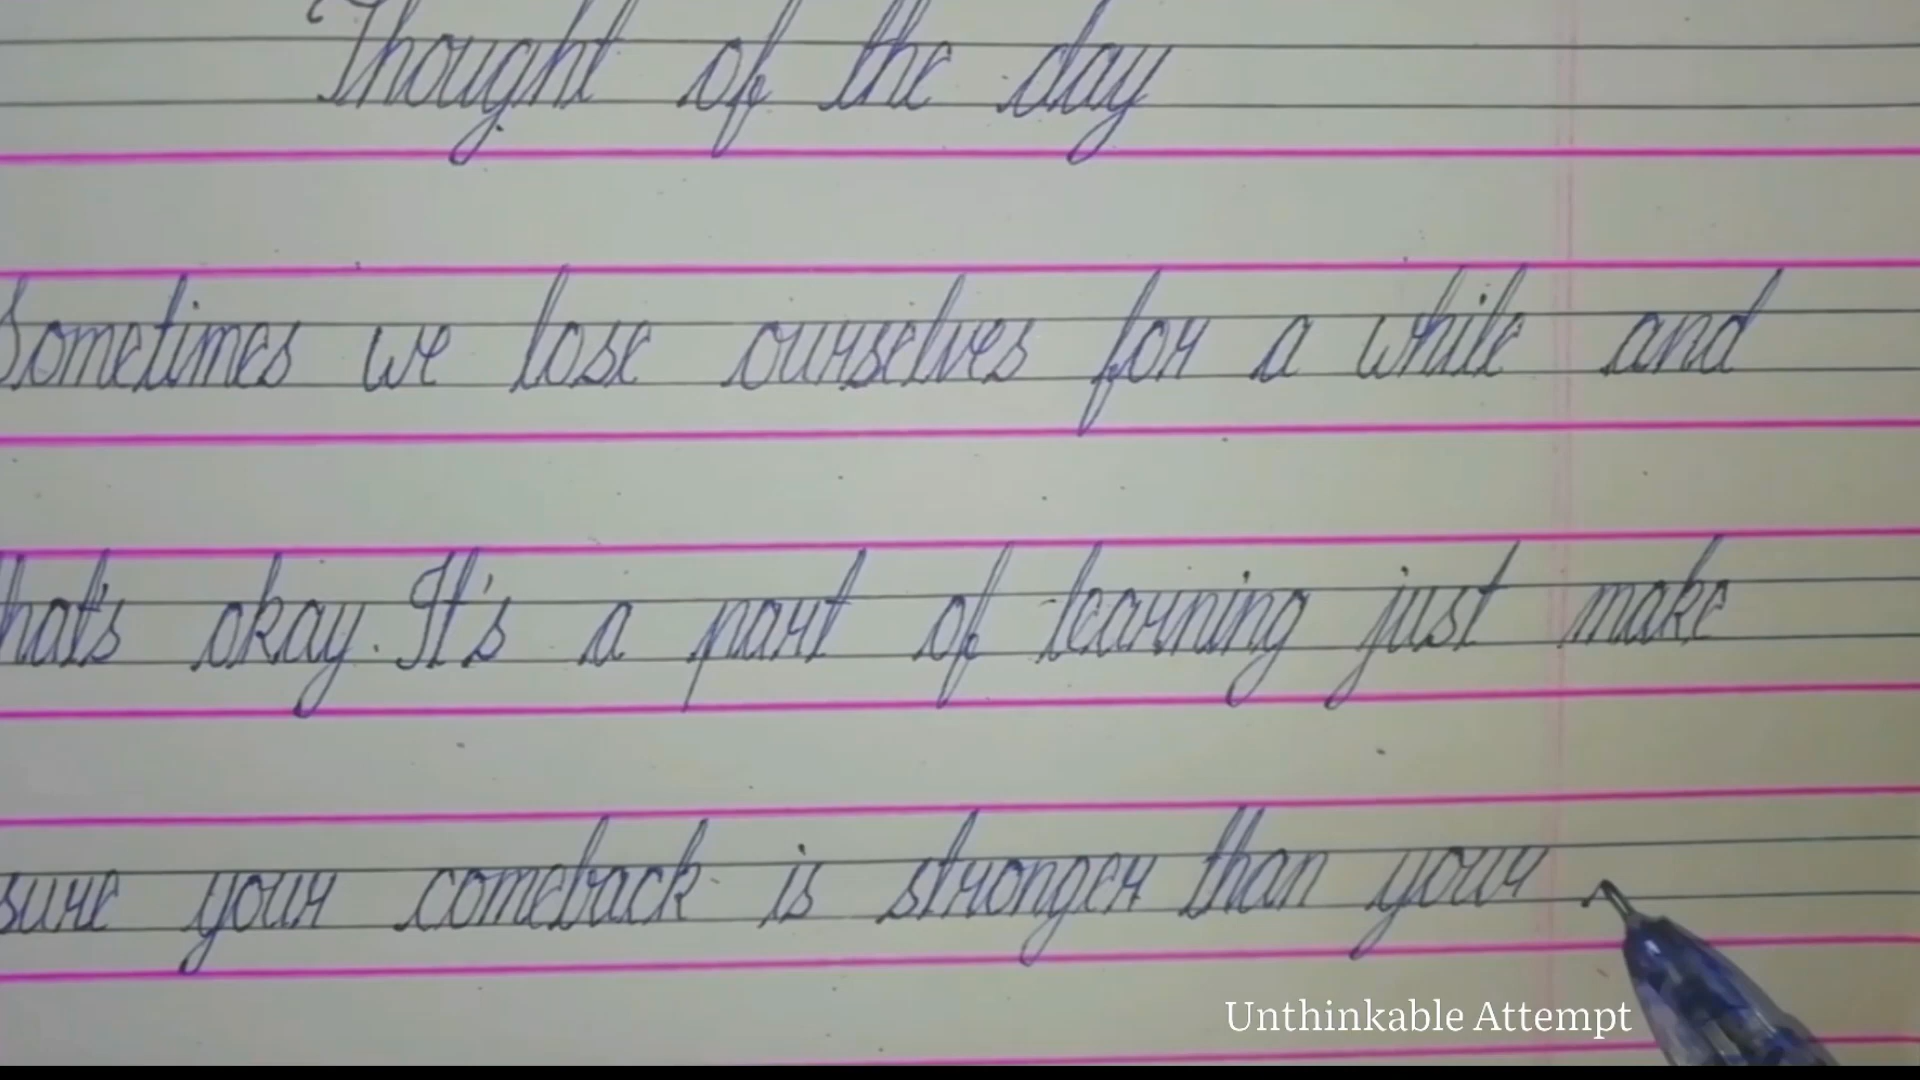 Thought of the day
Sometimes we lose ourselves for a while and
hat's okay. It's a part of learning just make
sure your comeback is stronger than your
Unthinkable Attempt